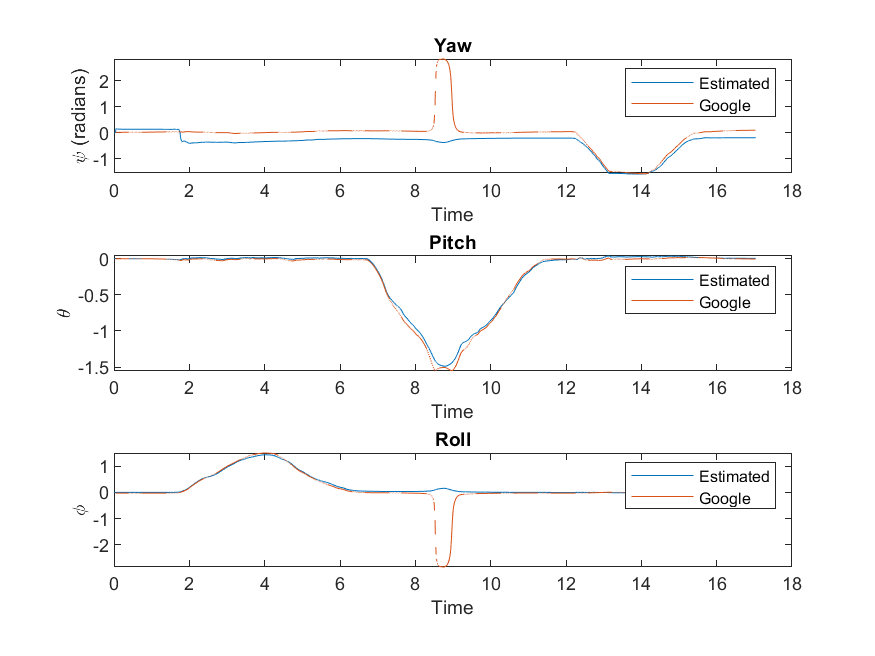 Yaw
ψ (radians)
2
1
0
-1
Estimated
Google
0 2 4 6 8 10 12 14 16 18
Time
Pitch
θ
0
-0.5
-1
-1.5
Estimated
Google
0 2 4 6 8 10 12 14 16 18
Time
Roll
ϕ
1
0
-1
-2
Estimated
Google
0 2 4 6 8 10 12 14 16 18
Time